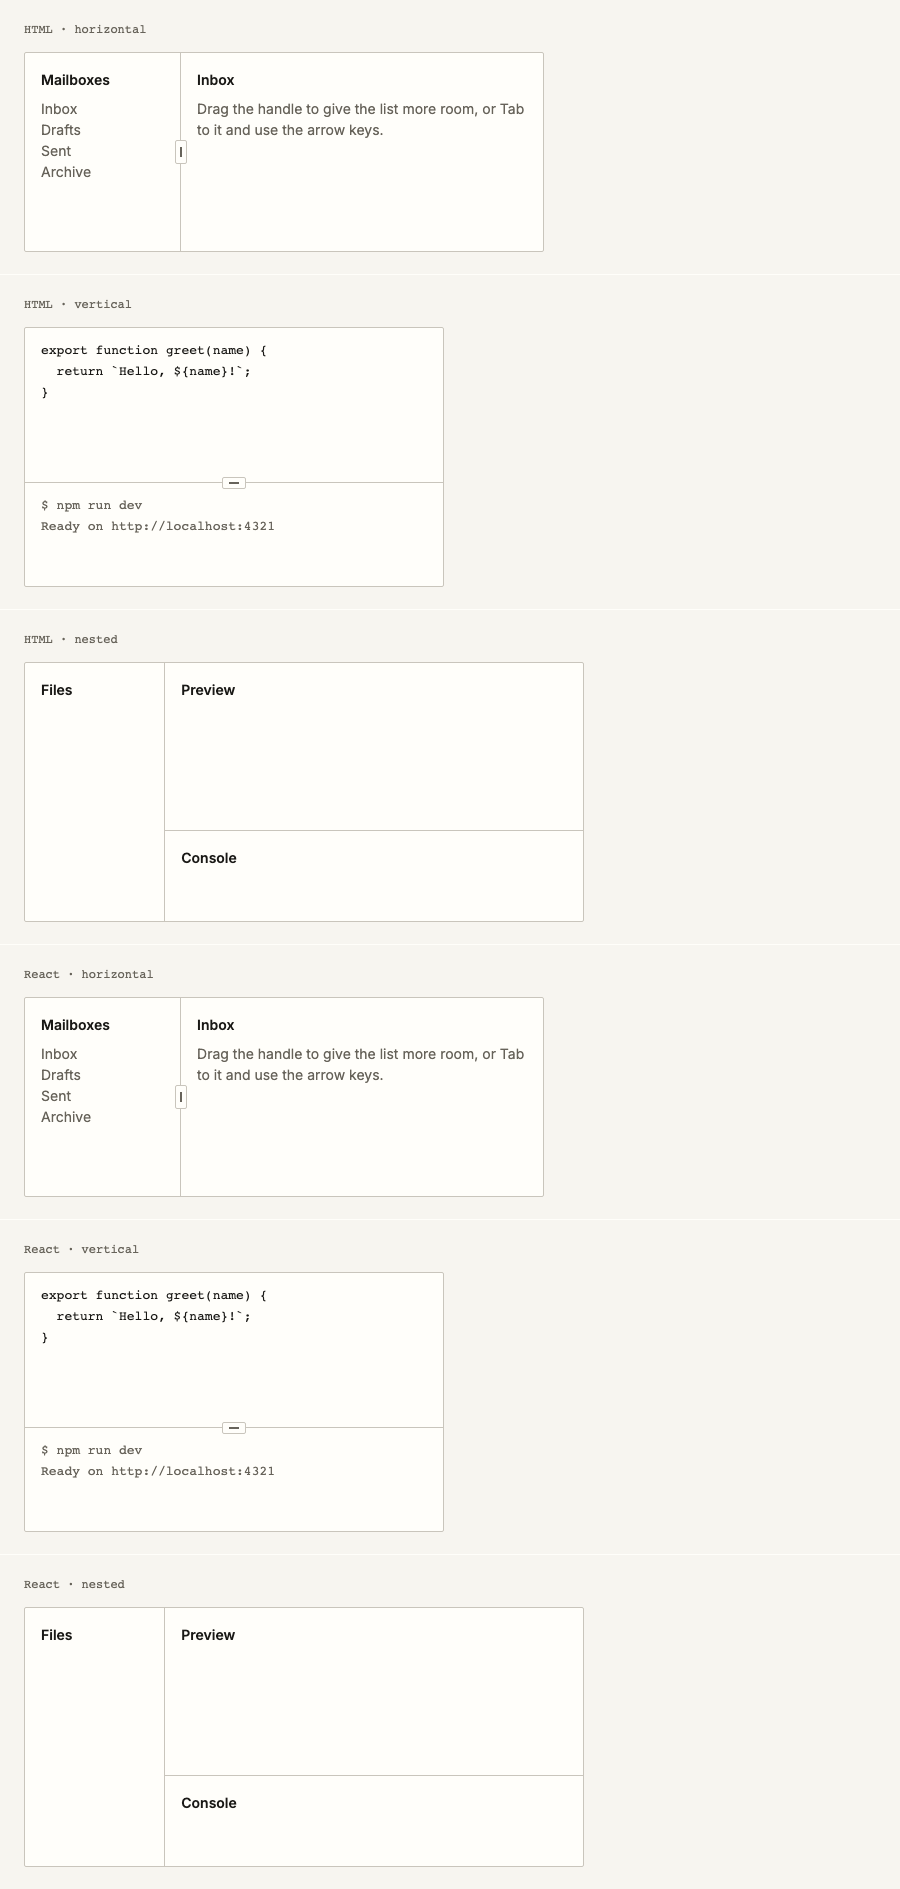 HTML · horizontal
Mailboxes
Inbox
Drafts
Sent
Archive
Inbox
Drag the handle to give the list more room, or Tab
to it and use the arrow keys.
HTML · vertical
export function greet(name) {
  return `Hello, ${name}!`;
}
$ npm run dev
Ready on http://localhost:4321
HTML · nested
Files
Preview
Console
React · horizontal
Mailboxes
Inbox
Drafts
Sent
Archive
Inbox
Drag the handle to give the list more room, or Tab
to it and use the arrow keys.
React · vertical
export function greet(name) {
  return `Hello, ${name}!`;
}
$ npm run dev
Ready on http://localhost:4321
React · nested
Files
Preview
Console